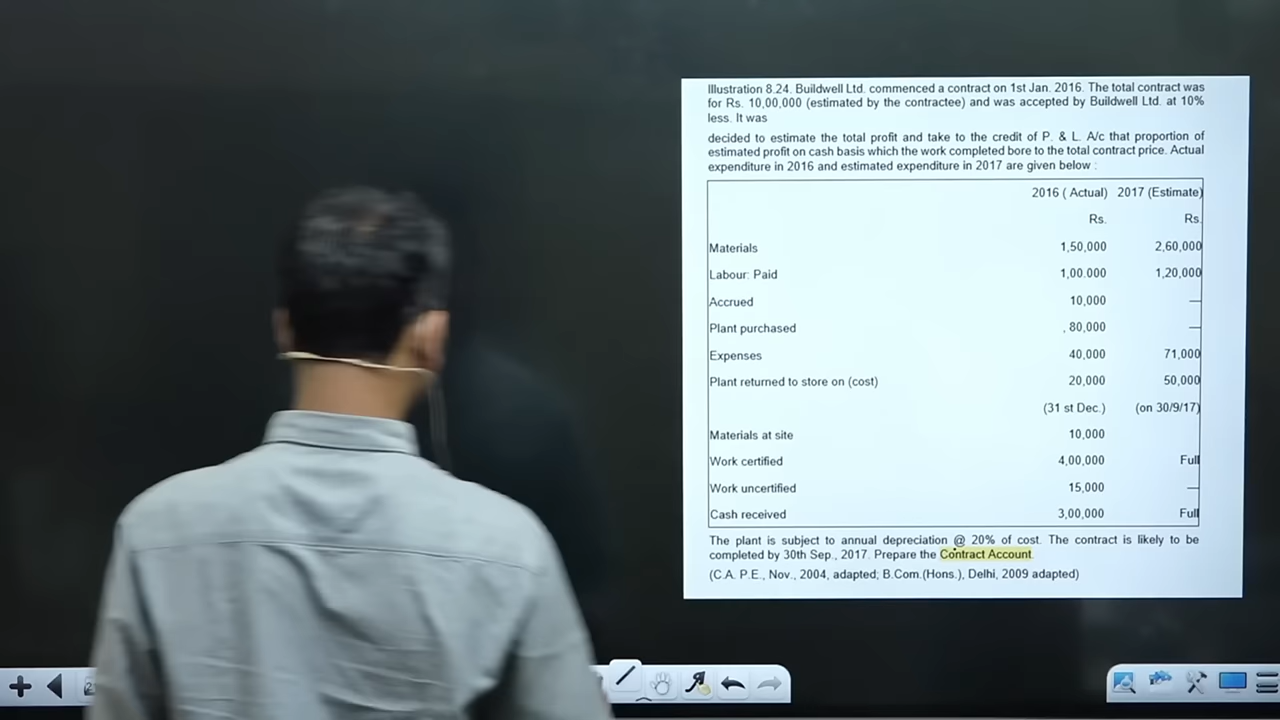 Illustration 8.24. Buildwell Ltd. commenced a contract on 1st Jan. 2016. The total contract was
for Rs. 10,00,000 (estimated by the contractee) and was accepted by Buildwell Ltd. at 10%
less. It was
decided to estimate the total profit and take to the credit of P. & L. A/c that proportion of
estimated profit on cash basis which the work completed bore to the total contract price. Actual
expenditure in 2016 and estimated expenditure in 2017 are given below :
2016 ( Actual) 2017 (Estimate)
Rs. Rs.
Materials 1,50,000 2,60,000
Labour: Paid 1,00.000 1,20,000
Accrued 10,000 —
Plant purchased . 80,000 —
Expenses 40,000 71,000
Plant returned to store on (cost) 20,000 50,000
(31 st Dec.) (on 30/9/17)
Materials at site 10,000
Work certified 4,00,000 Full
Work uncertified 15,000 —
Cash received 3,00,000 Full
The plant is subject to annual depreciation @ 20% of cost. The contract is likely to be
completed by 30th Sep., 2017. Prepare the Contract Account.
(C.A. P.E., Nov., 2004, adapted; B.Com.(Hons.), Delhi, 2009 adapted)